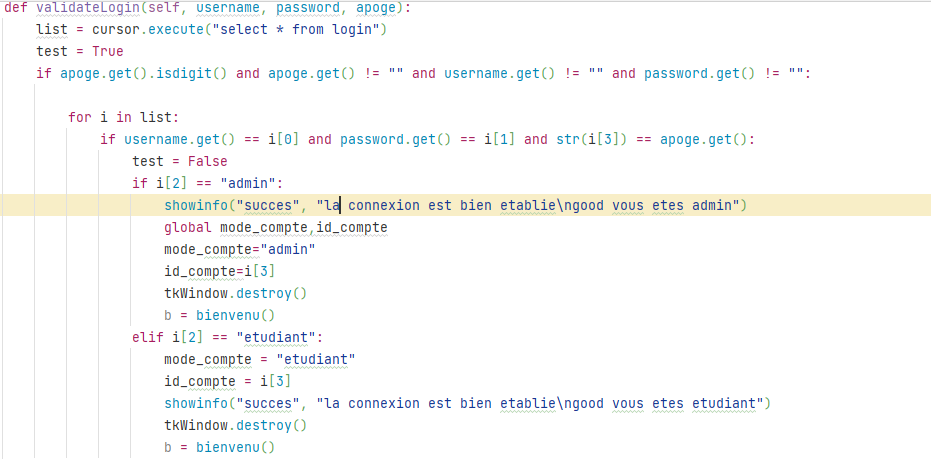 def validateLogin(self, username, password, apoge):
    list = cursor.execute("select * from login")
    test = True
    if apoge.get().isdigit() and apoge.get() != "" and username.get() != "" and password.get() != "":
        for i in list:
            if username.get() == i[0] and password.get() == i[1] and str(i[3]) == apoge.get():
                test = False
                if i[2] == "admin":
                    showinfo("succes", "la connexion est bien etablie\ngood vous etes admin")
                    global mode_compte,id_compte
                    mode_compte="admin"
                    id_compte=i[3]
                    tkWindow.destroy()
                    b = bienvenu()
                elif i[2] == "etudiant":
                    mode_compte = "etudiant"
                    id_compte = i[3]
                    showinfo("succes", "la connexion est bien etablie\ngood vous etes etudiant")
                    tkWindow.destroy()
                    b = bienvenu()